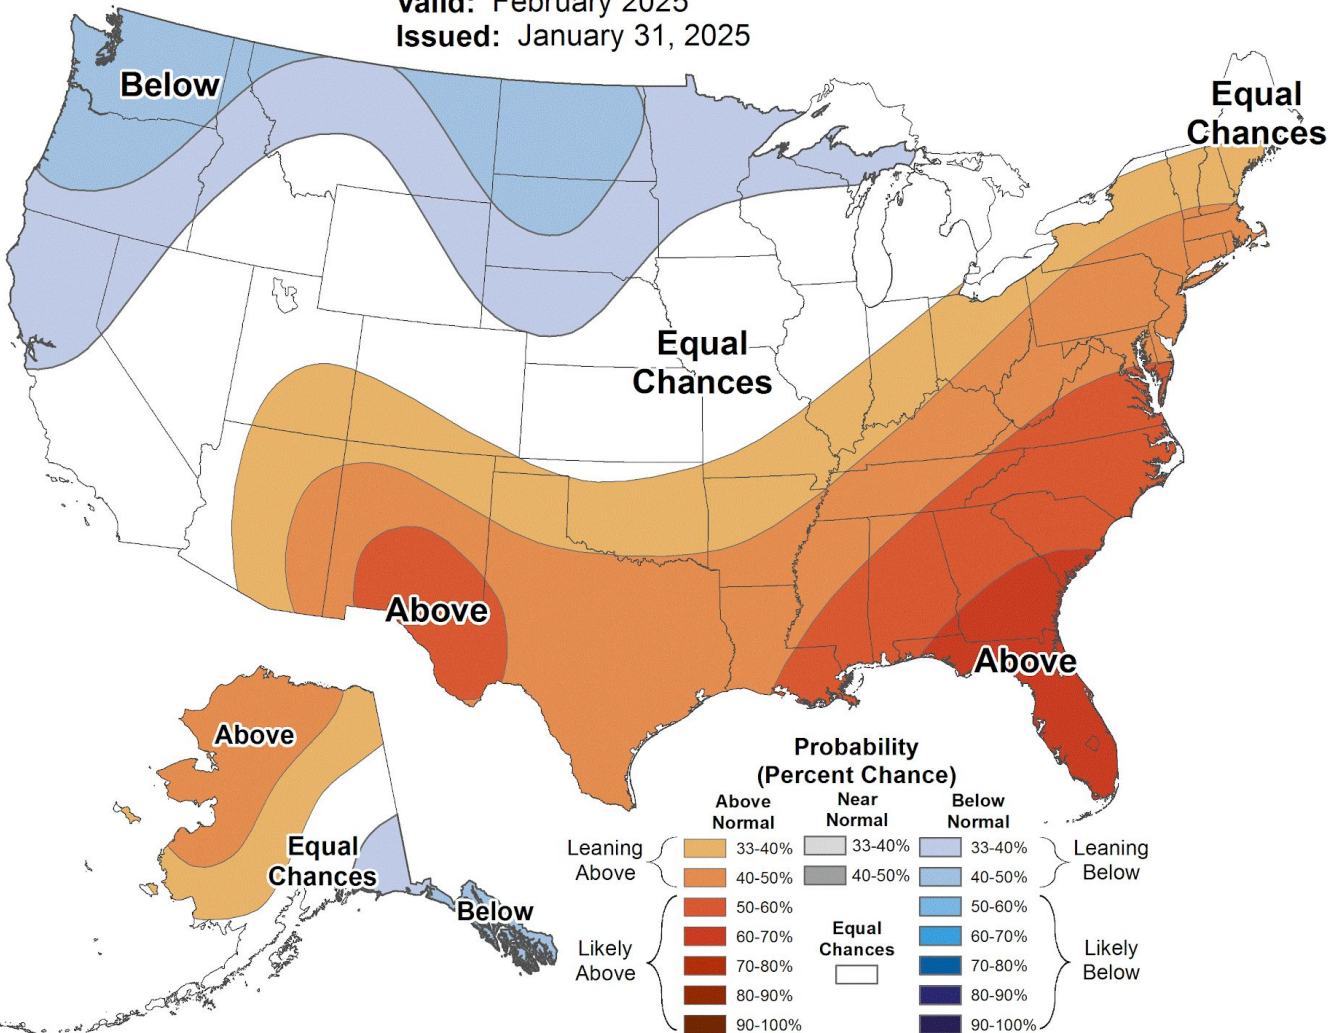 Valid: February 2025
Issued: January 31, 2025
Below
Equal
Chances
Equal
Chances
Above
Above
Above
Equal
Chances
Below
Probability
(Percent Chance)
Above
Normal
Near
Normal
Below
Normal
Leaning
Above
33-40%
33-40%
33-40%
Leaning
Below
40-50%
40-50%
40-50%
Likely
Above
50-60%
50-60%
60-70%
Equal
Chances
60-70%
Likely
Below
70-80%
70-80%
80-90%
80-90%
90-100%
90-100%